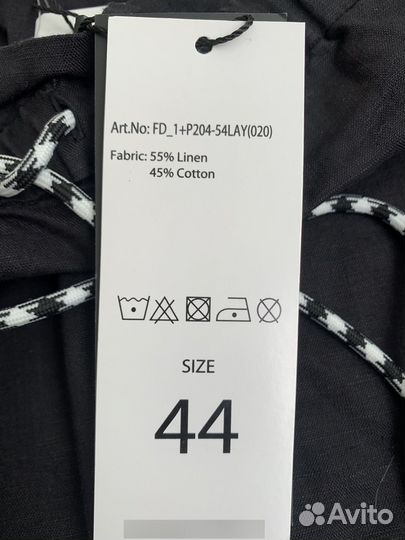 Art.No: FD_1+P204-54LAY(020)
Fabric: 55% Linen
45% Cotton
SIZE
44
Avito